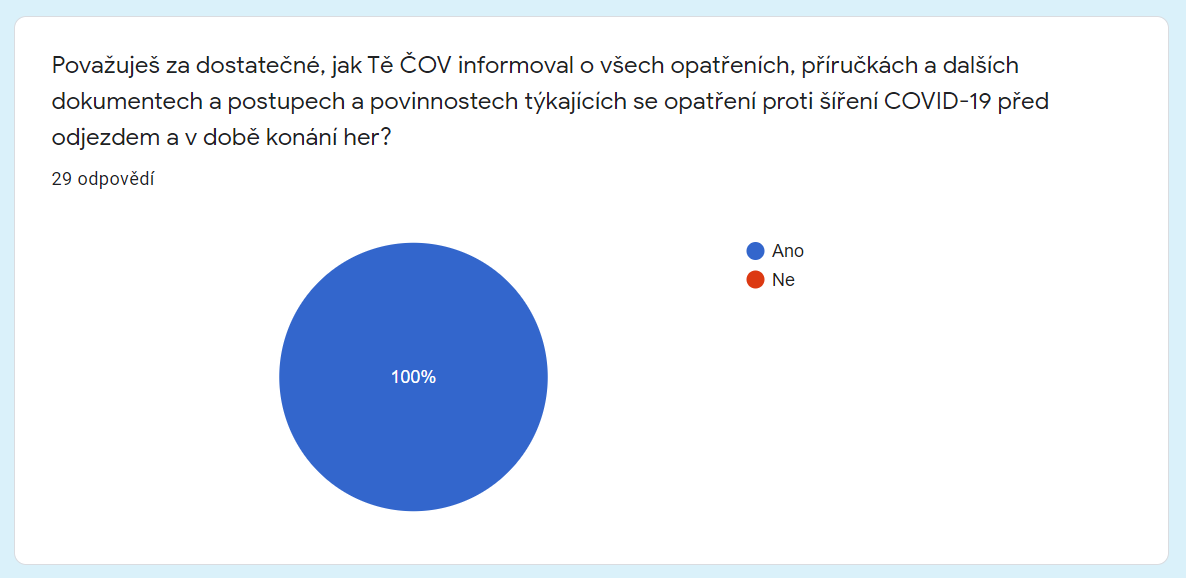 Považuješ za dostatečné, jak Tě ČOV informoval o všech opatřeních, příručkách a dalších
dokumentech a postupech a povinnostech týkajících se opatření proti šíření COVID-19 před
odjezdem a v době konání her?
29 odpovědí
Ano
Ne
100%